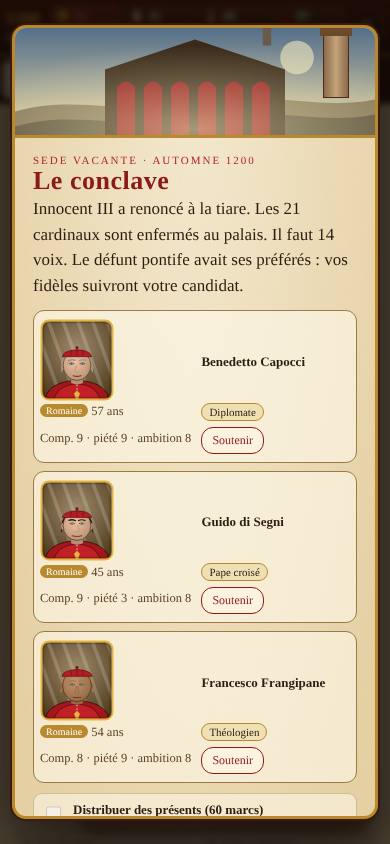 SEDE VACANTE · AUTOMNE 1200
Le conclave
Innocent III a renoncé à la tiare. Les 21
cardinaux sont enfermés au palais. Il faut 14
voix. Le défunt pontife avait ses préférés : vos
fidèles suivront votre candidat.
Benedetto Capocci
Romaine 57 ans
Diplomate
Comp. 9 · piété 9 · ambition 8
Soutenir
Guido di Segni
Romaine 45 ans
Pape croisé
Comp. 9 · piété 3 · ambition 8
Soutenir
Francesco Frangipane
Romaine 54 ans
Théologien
Comp. 8 · piété 9 · ambition 8
Soutenir
Distribuer des présents (60 marcs)